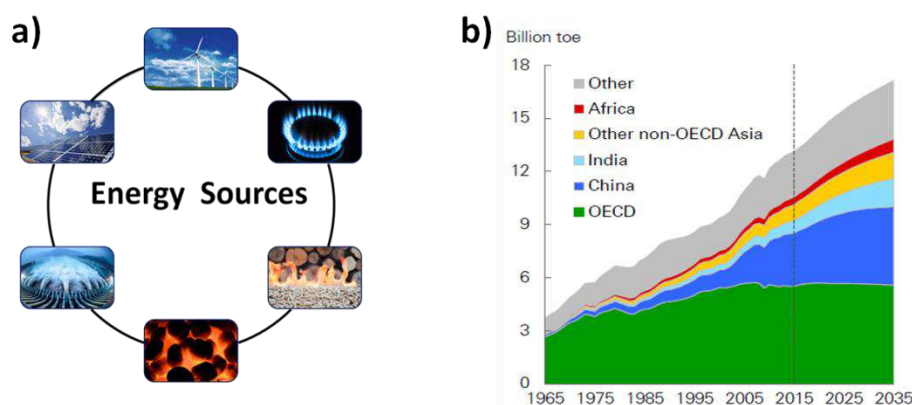 a)
Energy Sources
b)
Billion toe
18
15
12
9
6
3
0
Other
Africa
Other non-OECD Asia
India
China
OECD
1965 1975 1985 1995 2005 2015 2025 2035